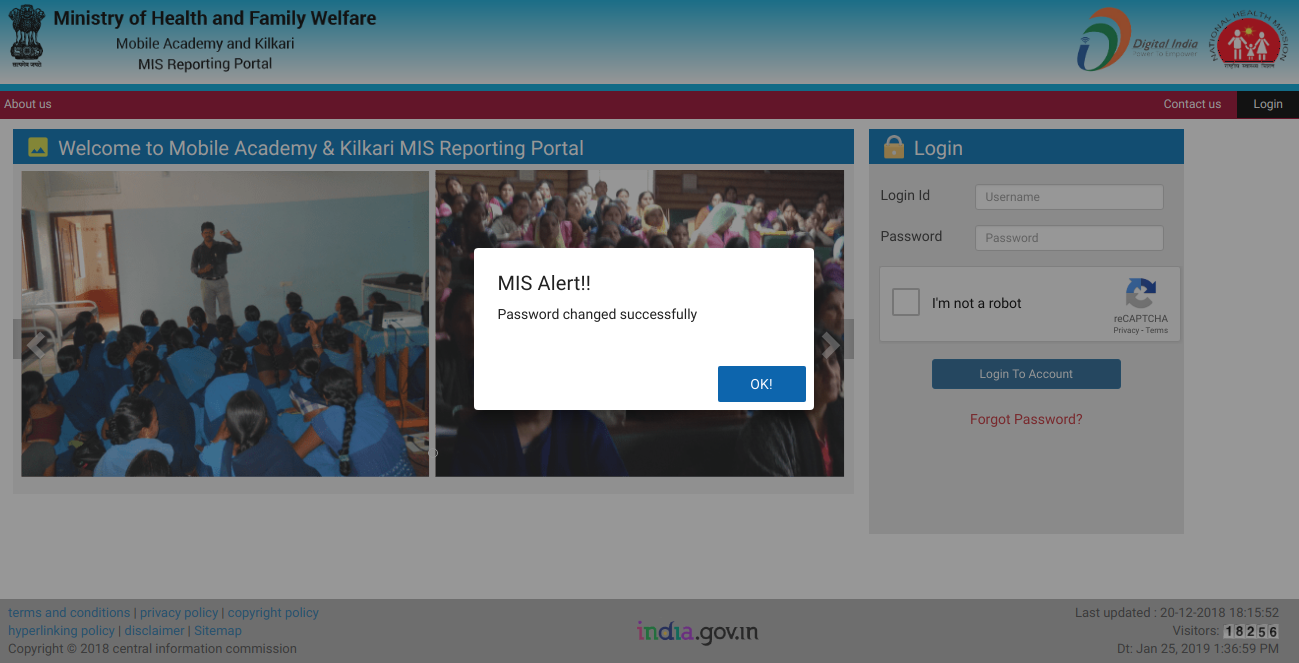 Ministry of Health and Family Welfare
Mobile Academy and Kilkari
MIS Reporting Portal
सत्यमेव जयते
Digital India
Power To Empower
NATIONAL HEALTH MISSION
राष्ट्रीय स्वास्थ्य मिशन
About us
Contact us
Login
Welcome to Mobile Academy & Kilkari MIS Reporting Portal
Login
Login Id
Username
Password
Password
I'm not a robot
reCAPTCHA
Privacy - Terms
Login To Account
Forgot Password?
MIS Alert!!
Password changed successfully
OK!
terms and conditions | privacy policy | copyright policy
hyperlinking policy | disclaimer | Sitemap
Copyright © 2018 central information commission
india.gov.in
Last updated : 20-12-2018 18:15:52
Visitors: 18256
Dt: Jan 25, 2019 1:36:59 PM